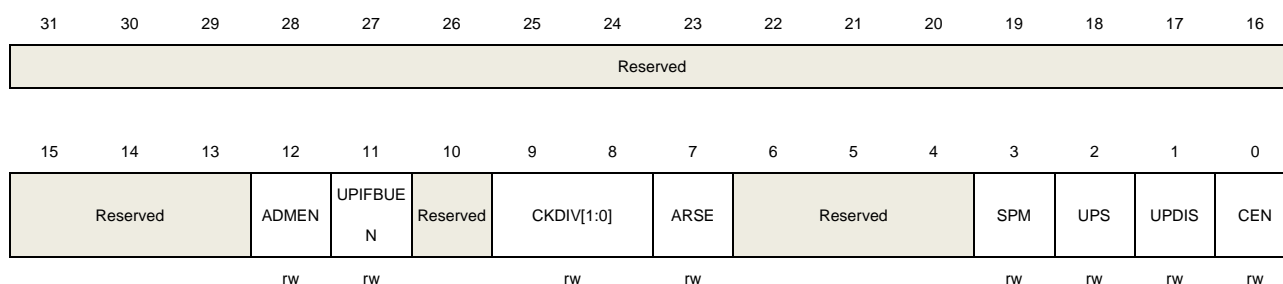 31 30 29 28 27 26 25 24 23 22 21 20 19 18 17 16
Reserved
15 14 13 12 11 10 9 8 7 6 5 4 3 2 1 0
Reserved ADMEN UPIFBUE Reserved CKDIV[1:0] ARSE Reserved SPM UPS UPDIS CEN
N
rw rw rw rw rw rw rw rw